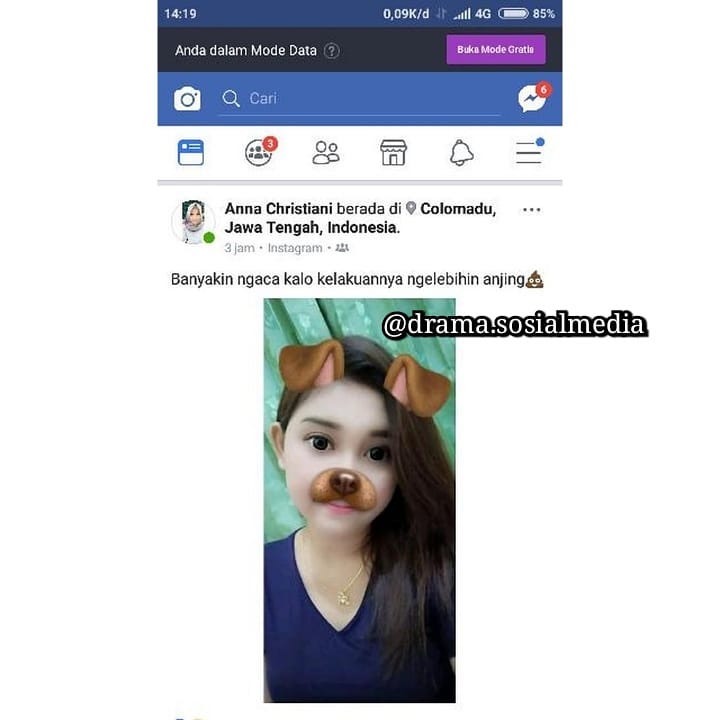 14:19 0,09K/d 4G 85%
Anda dalam Mode Data ? Buka Mode Gratis
Cari 6
3
Anna Christiani berada di Colomadu,
Jawa Tengah, Indonesia.
3 jam • Instagram •
Banyakin ngaca kalo kelakuannya ngelebihin anjing💩
@drama.sosialmedia